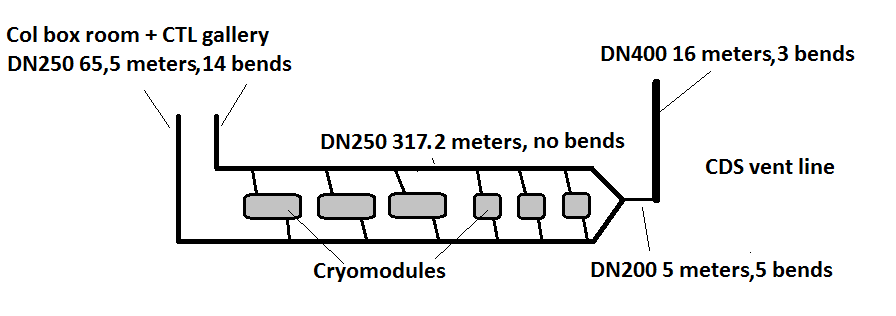 Col box room + CTL gallery
DN250 65,5 meters,14 bends
DN400 16 meters,3 bends
DN250 317.2 meters, no bends
CDS vent line
Cryomodules
DN200 5 meters,5 bends